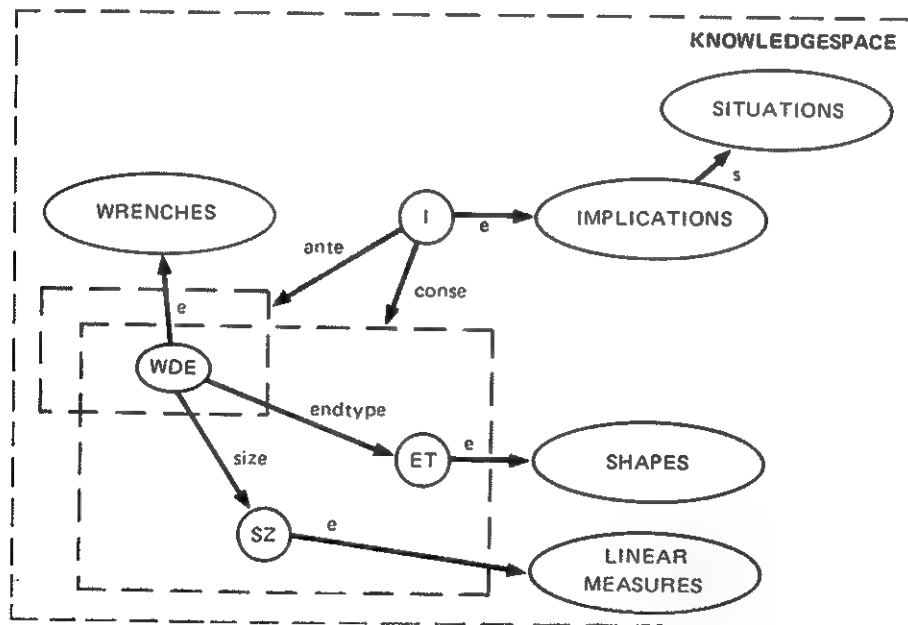 KNOWLEDGESPACE
SITUATIONS
s
WRENCHES
I
e
IMPLICATIONS
ante
conse
e
WDE
endtype
size
ET
e
SHAPES
SZ
e
LINEAR
MEASURES